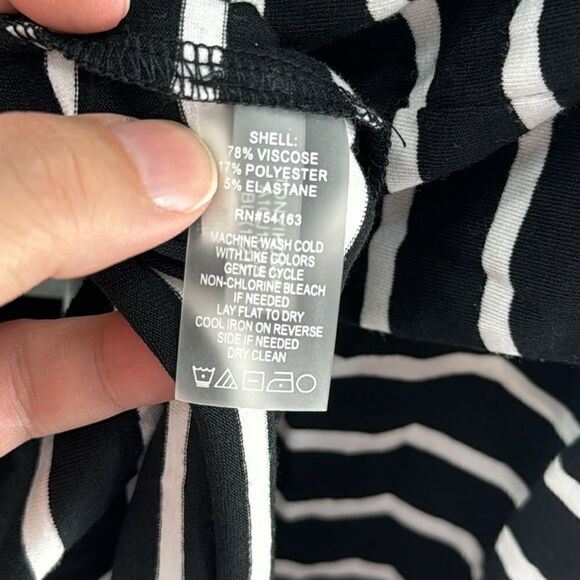 SHELL:
78% VISCOSE
17% POLYESTER
5% ELASTANE
RN#54163
MACHINE WASH COLD
WITH LIKE COLORS
GENTLE CYCLE
NON-CHLORINE BLEACH
IF NEEDED
LAY FLAT TO DRY
COOL IRON ON REVERSE
SIDE IF NEEDED
DRY CLEAN